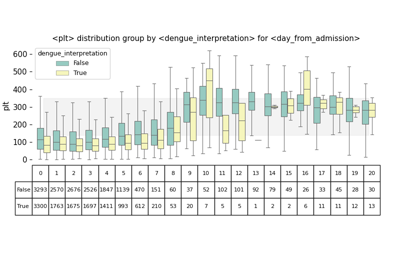 <plt> distribution group by <dengue_interpretation> for <day_from_admission>
dengue_interpretation
False
True
plt
600
500
400
300
200
100
0
0 1 2 3 4 5 6 7 8 9 10 11 12 13 14 15 16 17 18 19 20
False 3293 2570 2676 2526 1847 1139 470 151 60 37 52 102 101 92 79 49 26 33 45 28 30
True 3300 1763 1675 1697 1411 993 612 210 53 20 7 5 5 1 2 2 6 11 11 12 13